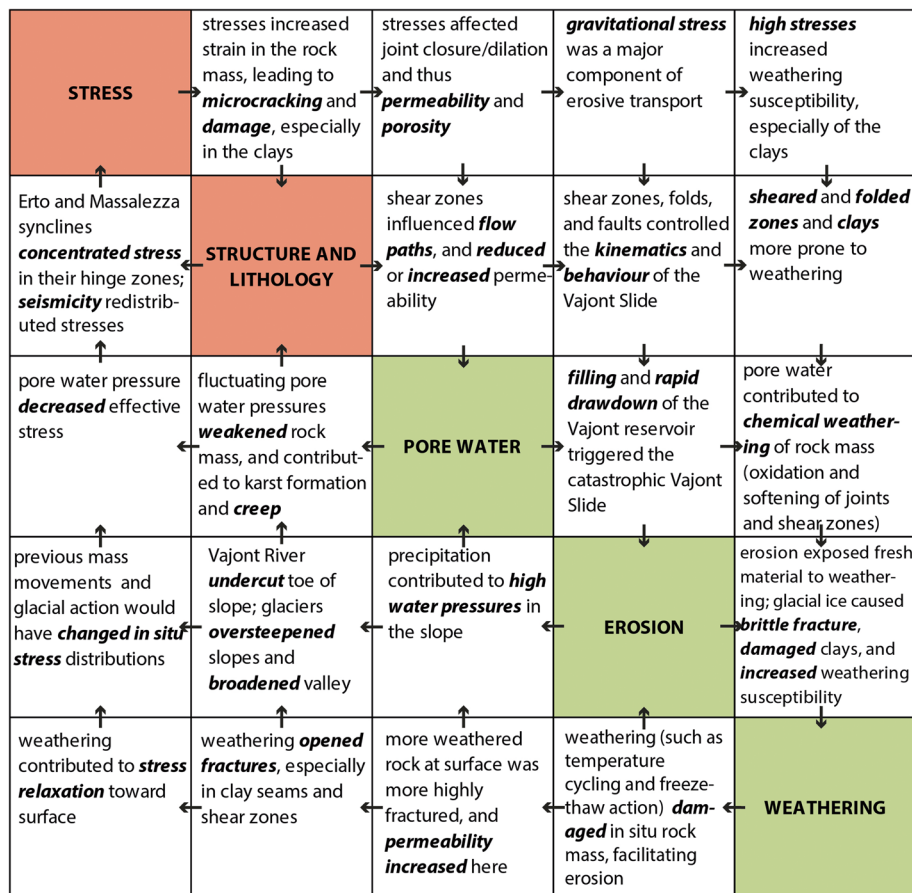 STRESS
stresses increased
strain in the rock
mass, leading to
microcracking and
damage, especially
in the clays
stresses affected
joint closure/dilation
and thus
permeability and
porosity
gravitational stress
was a major
component of
erosive transport
high stresses
increased
weathering
susceptibility,
especially of the
clays
Erto and Massalezza
synclines
concentrated stress
in their hinge zones;
seismicity redistrib-
uted stresses
STRUCTURE AND
LITHOLOGY
shear zones
influenced flow
paths, and reduced
or increased perme-
ability
shear zones, folds,
and faults controlled
the kinematics and
behaviour of the
Vajont Slide
sheared and folded
zones and clays
more prone to
weathering
pore water pressure
decreased effective
stress
fluctuating pore
water pressures
weakened rock
mass, and contribut-
ed to karst formation
and creep
PORE WATER
filling and rapid
drawdown of the
Vajont reservoir
triggered the
catastrophic Vajont
Slide
pore water
contributed to
chemical weather-
ing of rock mass
(oxidation and
softening of joints
and shear zones)
previous mass
movements and
glacial action would
have changed in situ
stress distributions
Vajont River
undercut toe of
slope; glaciers
oversteepened
slopes and
broadened valley
precipitation
contributed to high
water pressures in
the slope
EROSION
erosion exposed fresh
material to weather-
ing; glacial ice caused
brittle fracture,
damaged clays, and
increased weathering
susceptibility
weathering
contributed to stress
relaxation toward
surface
weathering opened
fractures, especially
in clay seams and
shear zones
more weathered
rock at surface was
more highly
fractured, and
permeability
increased here
weathering (such as
temperature
cycling and freeze-
thaw action) dam-
aged in situ rock
mass, facilitating
erosion
WEATHERING